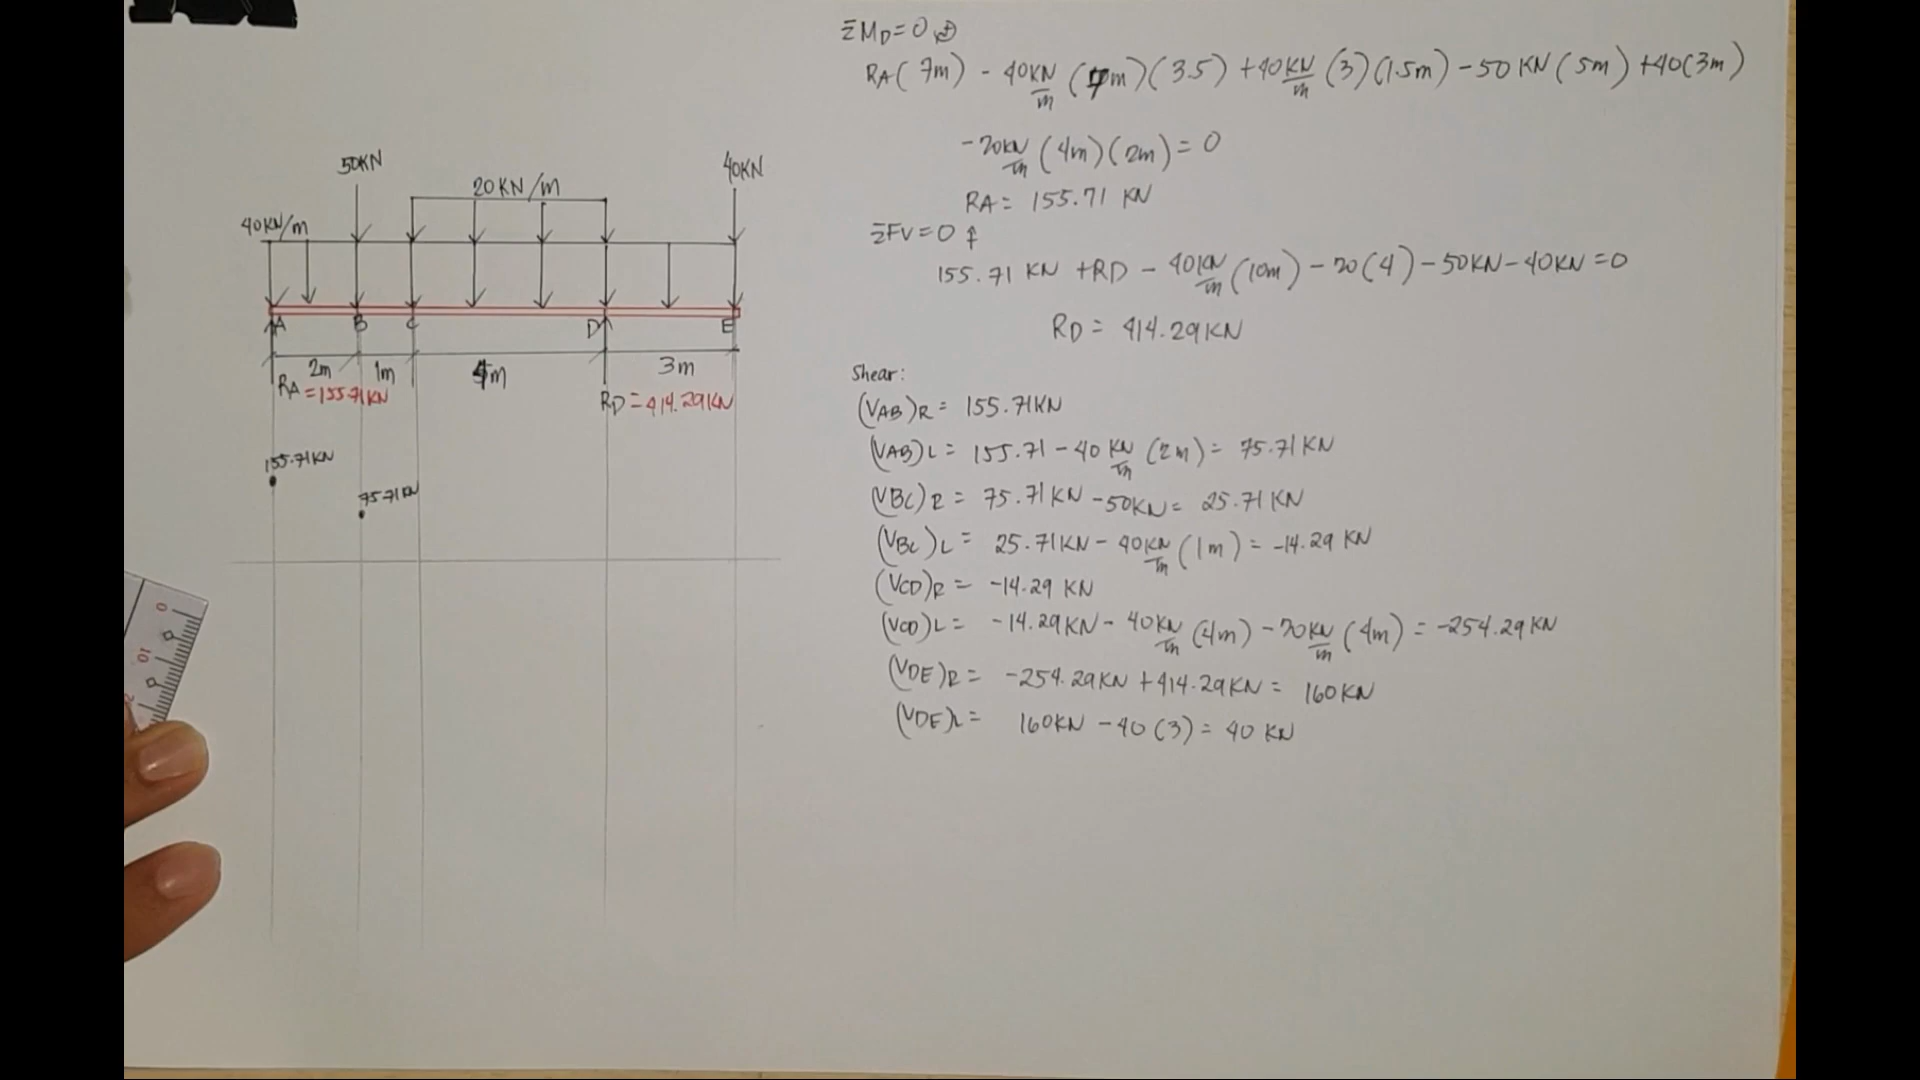 ΣMD=0
RA(7m) - 40KN/m (7m)(3.5) +40KN/m (3)(1.5m) -50KN(5m) +40(3m)
-20KN/m (4m)(2m) = 0
RA= 155.71 KN
ΣFV=0
155.71 KN +RD - 40KN/m (10m) -20(4) -50KN-40KN =0
RD = 414.29KN
50KN
40KN
20KN/m
40KN/m
A B C D E
2m 1m 4m 3m
RA =155.71KN
RD =414.29KN
155.71KN
75.71KN
Shear:
(VAB)R = 155.71KN
(VAB)L = 155.71 -40 KN/m (2m) = 75.71 KN
(VBC)R = 75.71 KN -50KN = 25.71 KN
(VBC)L = 25.71KN - 40KN/m (1m) = -14.29 KN
(VCD)R = -14.29 KN
(VCD)L = -14.29KN- 40KN/m (4m) -20KN/m (4m) = -254.29KN
(VDE)R = -254.29KN +414.29KN = 160KN
(VDE)L = 160KN -40(3) = 40 KN
0
10